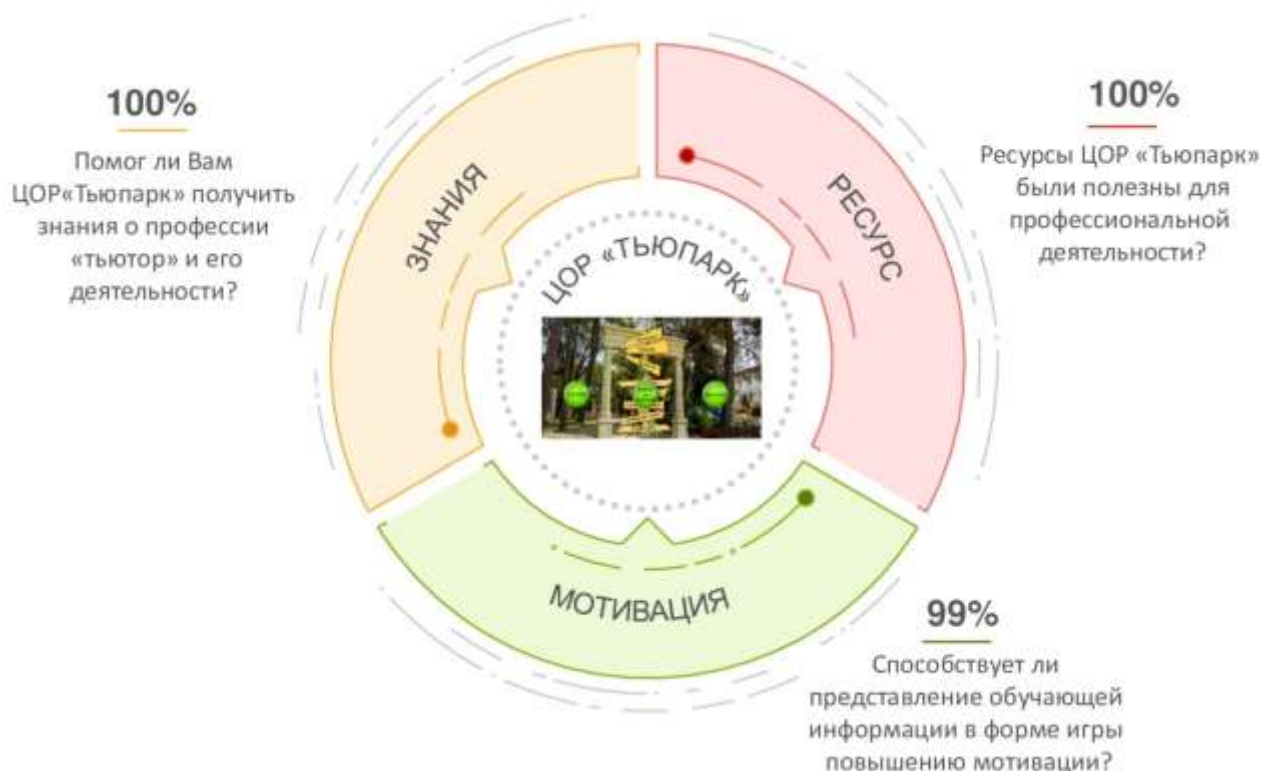 100%
Помог ли Вам
ЦОР«Тьюпарк» получить
знания о профессии
«тьютор» и его
деятельности?
ЗНАНИЯ
РЕСУРС
100%
Ресурсы ЦОР «Тьюпарк»
были полезны для
профессиональной
деятельности?
ЦОР «ТЬЮПАРК»
МОТИВАЦИЯ
99%
Способствует ли
представление обучающей
информации в форме игры
повышению мотивации?